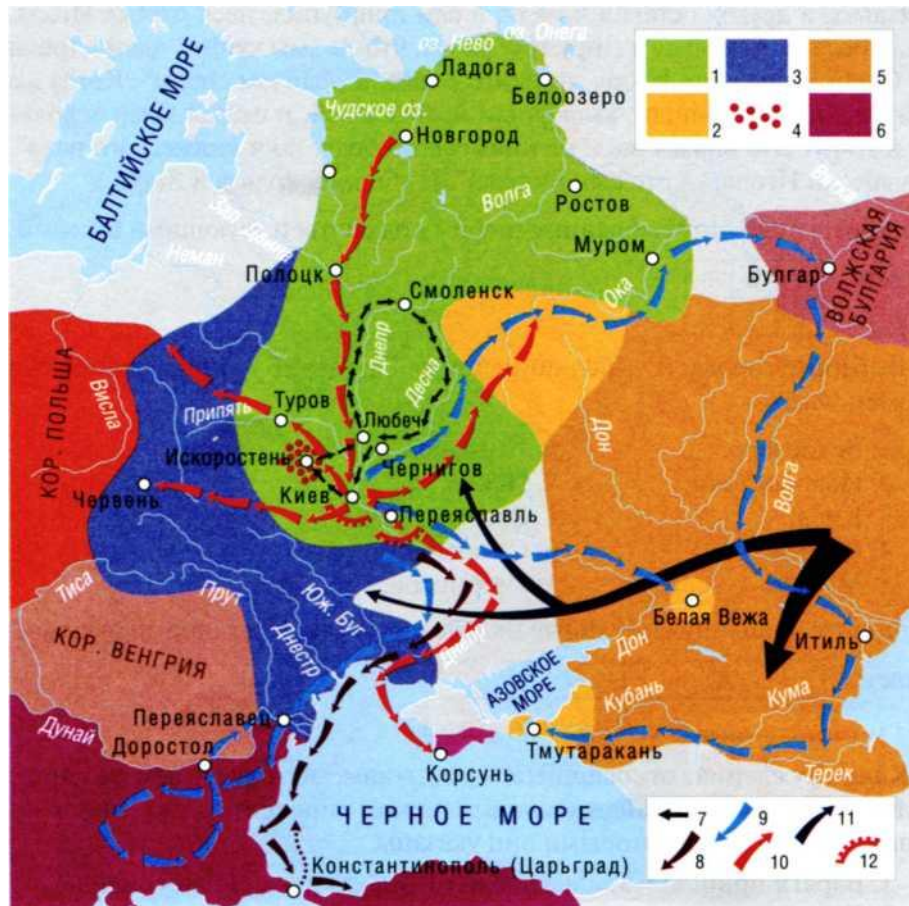 оз. Нево
оз. Онега
Ладога
Белоозеро
Чудское оз.
Новгород
БАЛТИЙСКОЕ МОРЕ
Волга
Ростов
Зап. Двина
Неман
Муром
Полоцк
Булгар
ВОЛЖСКАЯ
БУЛГАРИЯ
Смоленск
Ока
Днепр
Десна
КОР. ПОЛЬША
Висла
Припять
Туров
Любеч
Искоростень
Чернигов
Дон
Волга
Червень
Киев
Переяславль
Тиса
Прут
Юж. Буг
Днестр
Днепр
Белая Вежа
Дон
Итиль
КОР. ВЕНГРИЯ
АЗОВСКОЕ
МОРЕ
Кубань
Кума
Переяславец
Дунай
Доростол
Тмутаракань
Корсунь
Терек
ЧЕРНОЕ МОРЕ
Константинополь (Царьград)
1 3 5
2 4 6
7 9 11
8 10 12